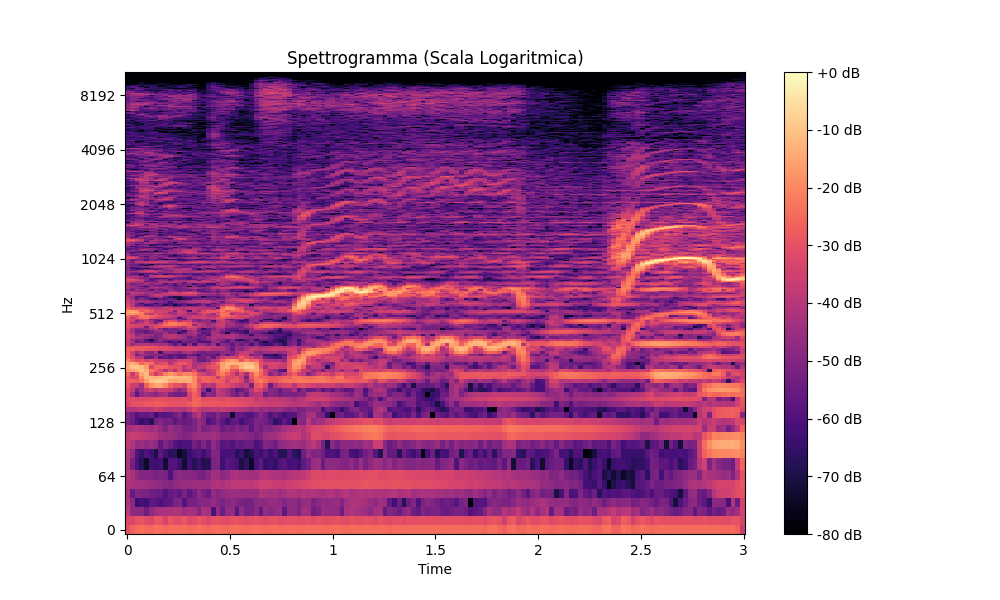 Spettrogramma (Scala Logaritmica)
Hz
8192
4096
2048
1024
512
256
128
64
0
0
0.5
1
1.5
2
2.5
3
Time
+0 dB
-10 dB
-20 dB
-30 dB
-40 dB
-50 dB
-60 dB
-70 dB
-80 dB